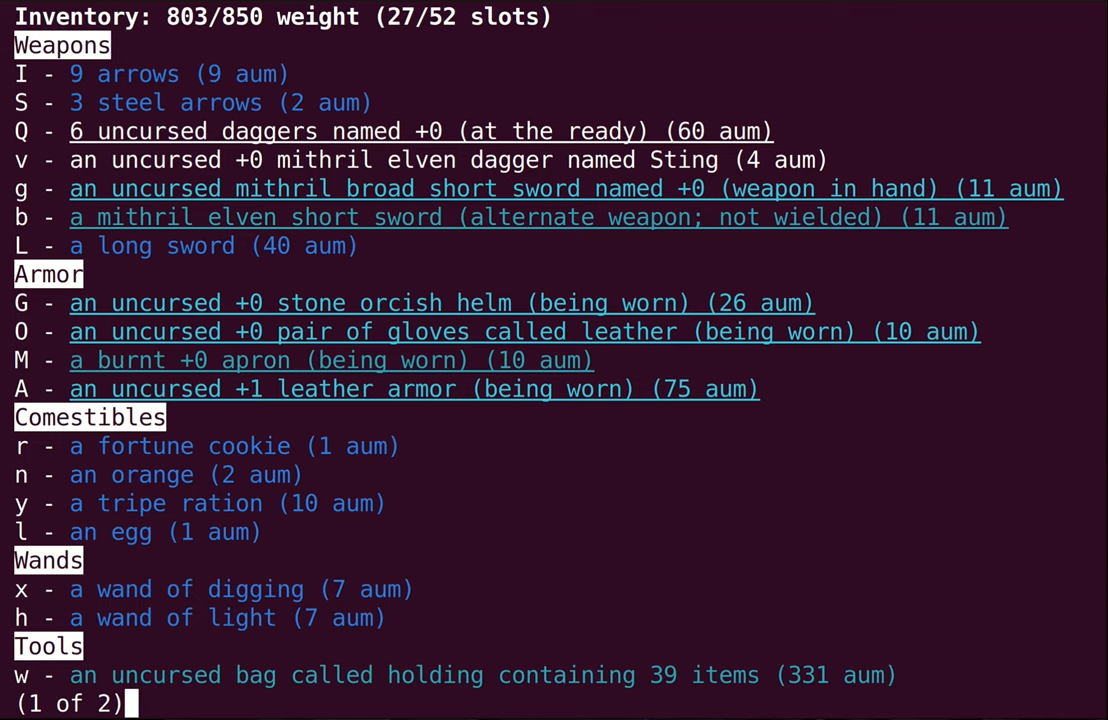 Inventory: 803/850 weight (27/52 slots)
Weapons
I - 9 arrows (9 aum)
S - 3 steel arrows (2 aum)
Q - 6 uncursed daggers named +0 (at the ready) (60 aum)
v - an uncursed +0 mithril elven dagger named Sting (4 aum)
g - an uncursed mithril broad short sword named +0 (weapon in hand) (11 aum)
b - a mithril elven short sword (alternate weapon; not wielded) (11 aum)
L - a long sword (40 aum)
Armor
G - an uncursed +0 stone orcish helm (being worn) (26 aum)
O - an uncursed +0 pair of gloves called leather (being worn) (10 aum)
M - a burnt +0 apron (being worn) (10 aum)
A - an uncursed +1 leather armor (being worn) (75 aum)
Comestibles
r - a fortune cookie (1 aum)
n - an orange (2 aum)
y - a tripe ration (10 aum)
l - an egg (1 aum)
Wands
x - a wand of digging (7 aum)
h - a wand of light (7 aum)
Tools
w - an uncursed bag called holding containing 39 items (331 aum)
(1 of 2)